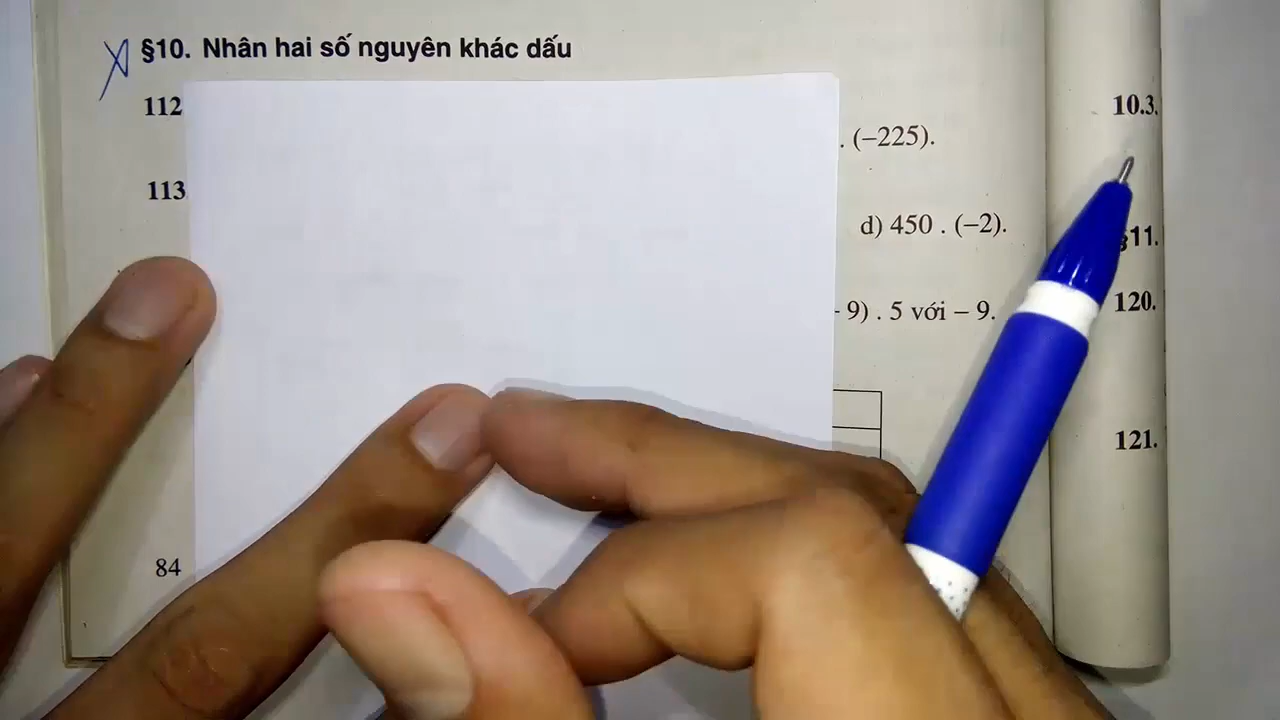 §10. Nhân hai số nguyên khác dấu
112
. (–225).
113
d) 450 . (–2).
9) . 5 với – 9.
84
10.3.
§11.
120.
121.